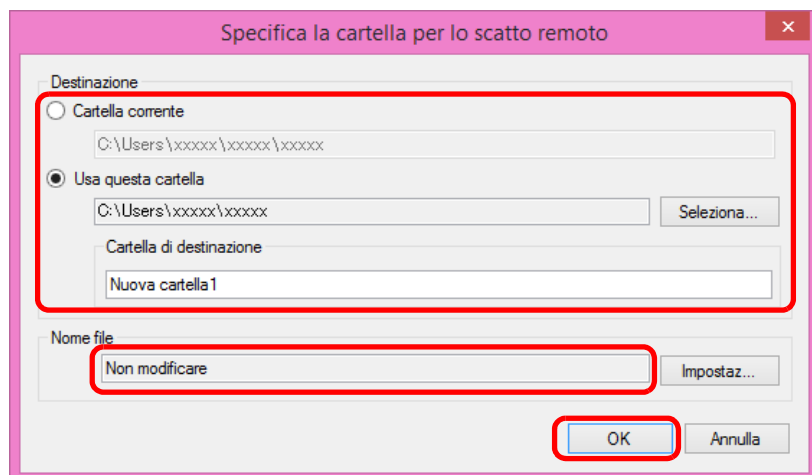 Specifica la cartella per lo scatto remoto
Destinazione
Cartella corrente
C:\Users\xxxxx\xxxxx\xxxxx
Usa questa cartella
C:\Users\xxxxx\xxxxx
Seleziona...
Cartella di destinazione
Nuova cartella1
Nome file
Non modificare
Impostaz...
OK
Annulla